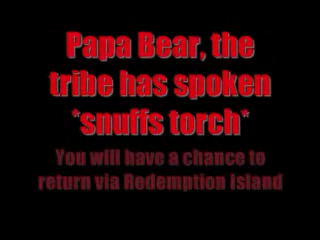 Papa Bear, the
tribe has spoken
*snuffs torch*
You will have a chance to
return via Redemption Island